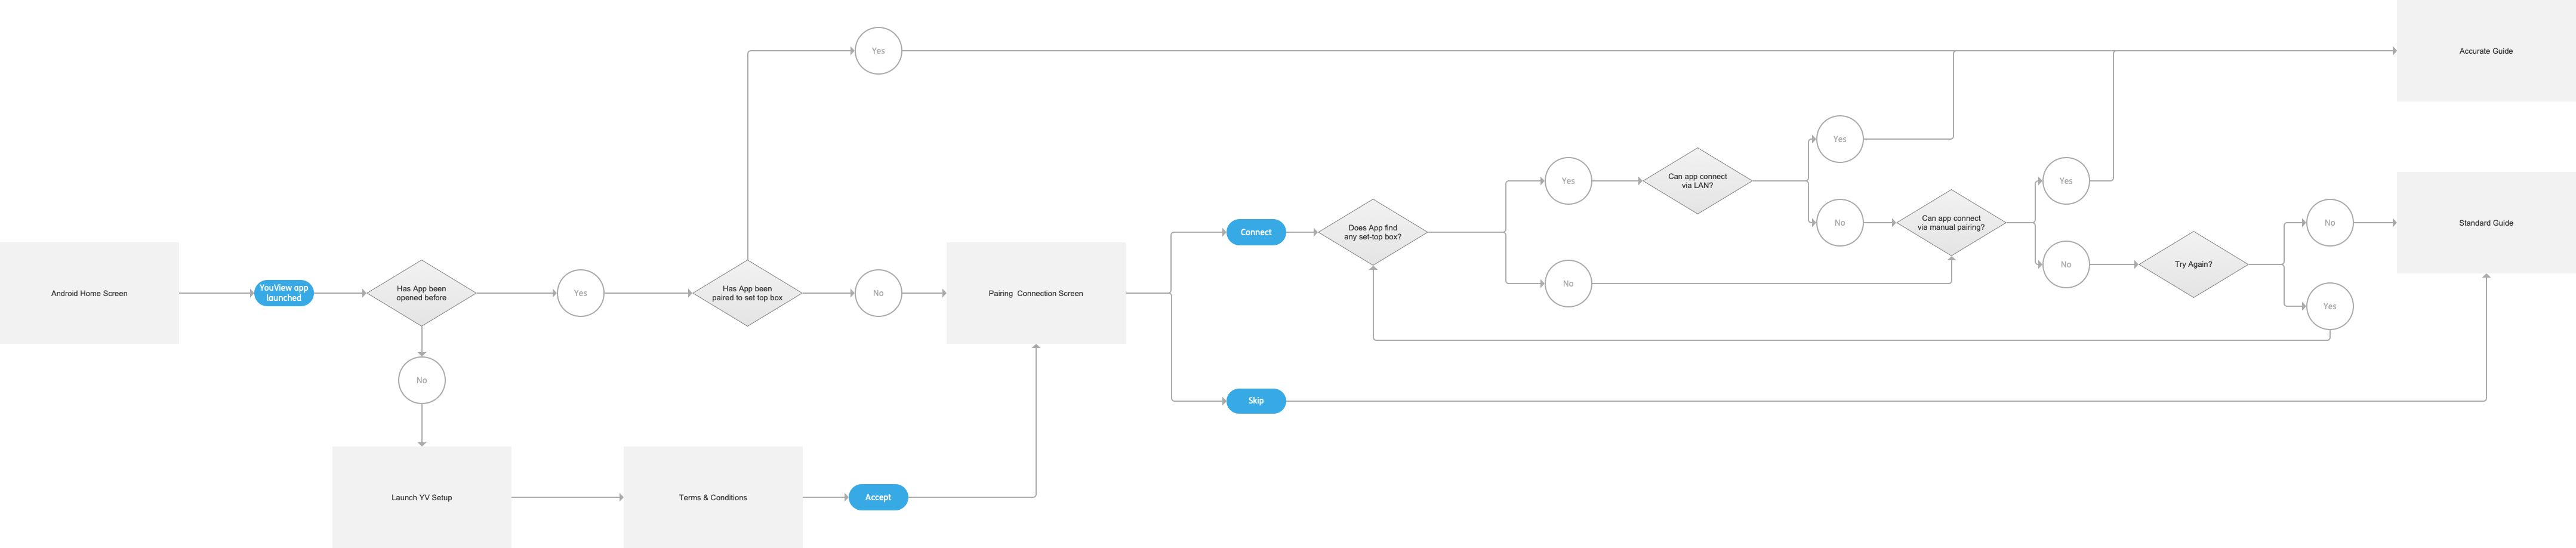 Yes
Accurate Guide
Yes
Can app connect
via LAN?
Yes
Yes
Does App find
any set-top box?
Connect
No
Can app connect
via manual pairing?
No
Standard Guide
No
Try Again?
Yes
No
Android Home Screen
YouView app
launched
Has App been
opened before
Yes
Has App been
paired to set top box
No
Pairing  Connection Screen
No
Skip
Launch YV Setup
Terms & Conditions
Accept